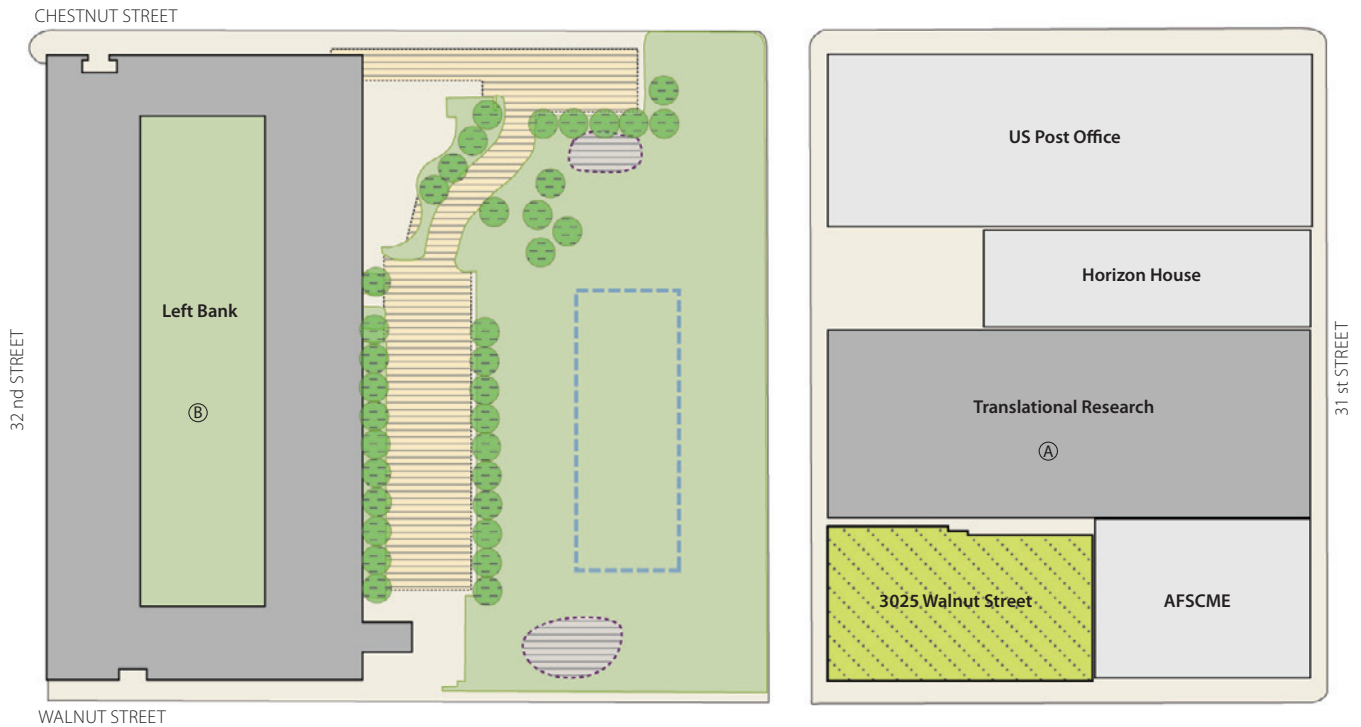 CHESTNUT STREET
US Post Office
Horizon House
Left Bank
32 nd STREET
31 st STREET
Translational Research
Ⓑ
Ⓐ
3025 Walnut Street
AFSCME
WALNUT STREET